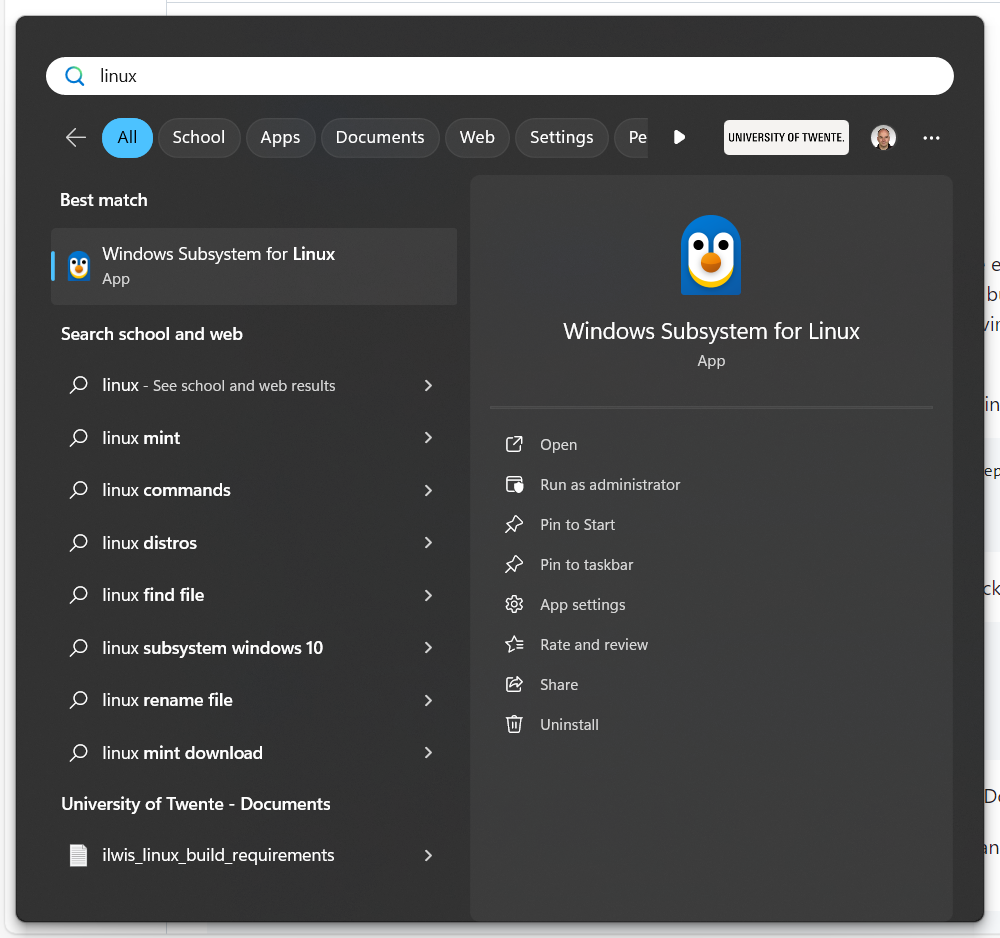 linux
All
School
Apps
Documents
Web
Settings
Pe
UNIVERSITY OF TWENTE.
Best match
Windows Subsystem for Linux
App
Search school and web
linux - See school and web results
linux mint
linux commands
linux distros
linux find file
linux subsystem windows 10
linux rename file
linux mint download
University of Twente - Documents
ilwis_linux_build_requirements
Windows Subsystem for Linux
App
Open
Run as administrator
Pin to Start
Pin to taskbar
App settings
Rate and review
Share
Uninstall